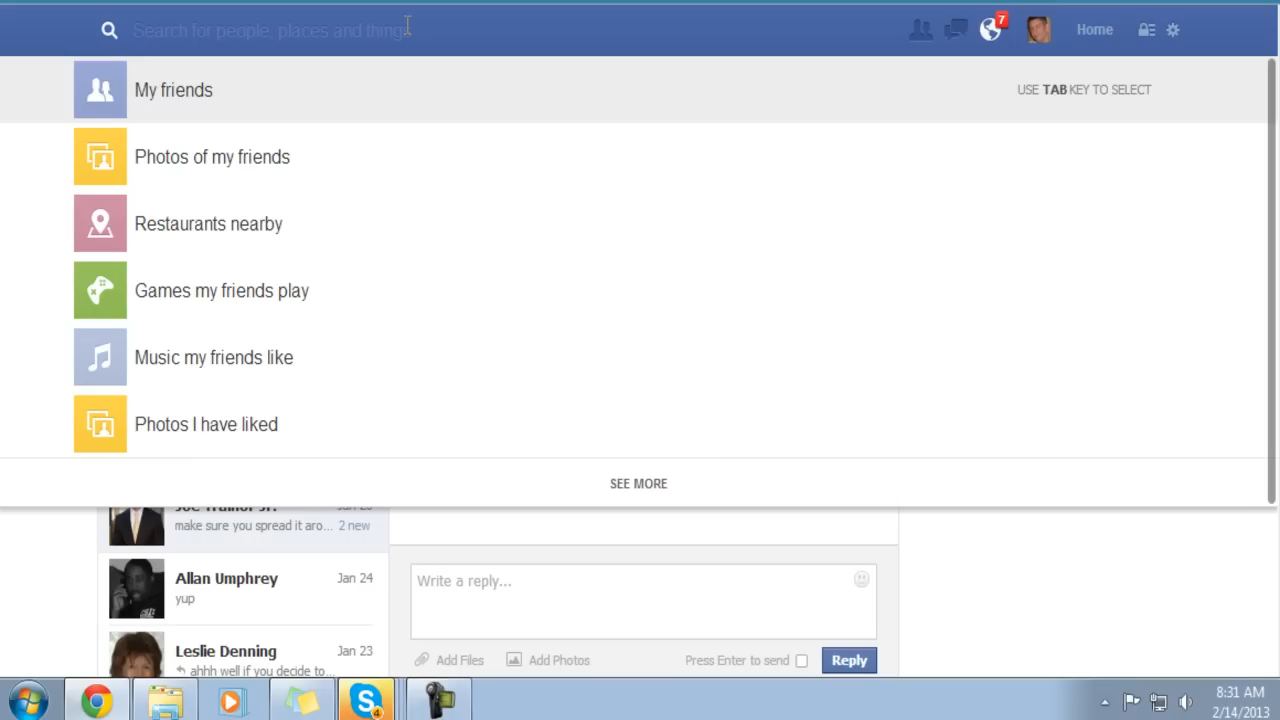 Search for people, places and things
7
Home
My friends
USE TAB KEY TO SELECT
Photos of my friends
Restaurants nearby
Games my friends play
Music my friends like
Photos I have liked
SEE MORE
make sure you spread it aro... 2 new
Allan Umphrey Jan 24
yup
Leslie Denning Jan 23
ahhh well if you decide to...
Write a reply...
Add Files Add Photos Press Enter to send Reply
4
8:31 AM
2/14/2013